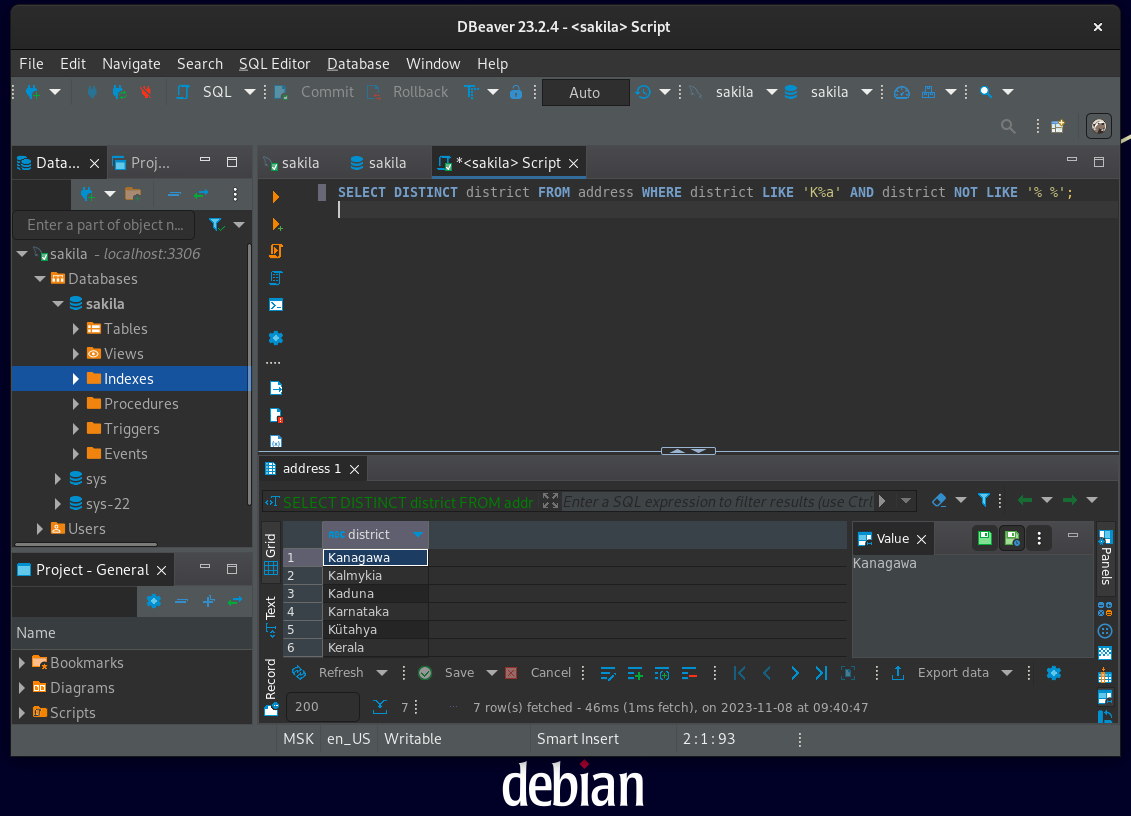 DBeaver 23.2.4 - <sakila> Script
File Edit Navigate Search SQL Editor Database Window Help
SQL Commit Rollback Auto sakila sakila
Data... Proj...
Enter a part of object n...
sakila - localhost:3306
Databases
sakila
Tables
Views
Indexes
Procedures
Triggers
Events
sys
sys-22
Users
Project - General
Name
Bookmarks
Diagrams
Scripts
sakila sakila *<sakila> Script
SELECT DISTINCT district FROM address WHERE district LIKE 'K%a' AND district NOT LIKE '% %';
address 1
SELECT DISTINCT district FROM addr Enter a SQL expression to filter results (use Ctrl
Grid
Text
Record
district
1 Kanagawa
2 Kalmykia
3 Kaduna
4 Karnataka
5 Kütahya
6 Kerala
Value
Kanagawa
Panels
Refresh Save Cancel Export data
200 7 7 row(s) fetched - 46ms (1ms fetch), on 2023-11-08 at 09:40:47
MSK en_US Writable Smart Insert 2:1:93
debian